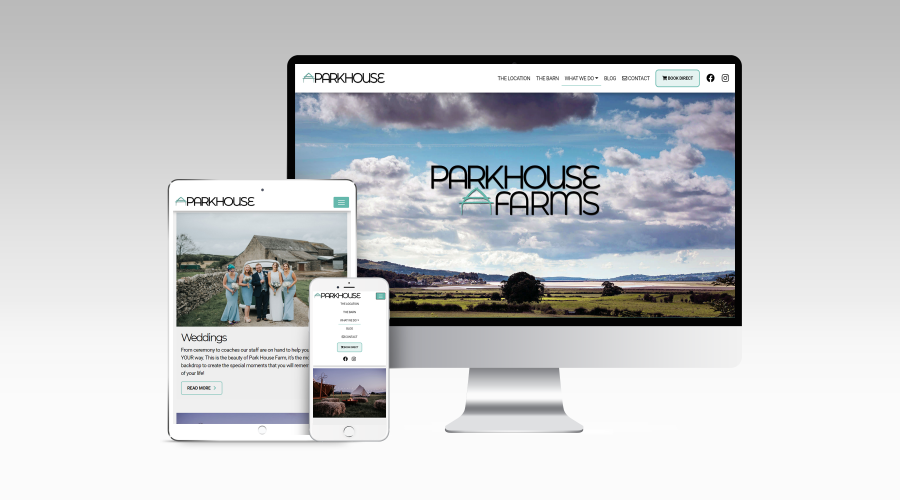 PARKHOUSE
THE LOCATION THE BARN WHAT WE DO BLOG CONTACT BOOK DIRECT
PARKHOUSE
FARMS
PARKHOUSE
Weddings
From ceremony to coaches our staff are on hand to help you
YOUR way. This is the beauty of Park House Farm, it's the
backdrop to create the special moments that you will
of your life!
READ MORE
PARKHOUSE
THE LOCATION
THE BARN
WHAT WE DO
BLOG
CONTACT
BOOK DIRECT